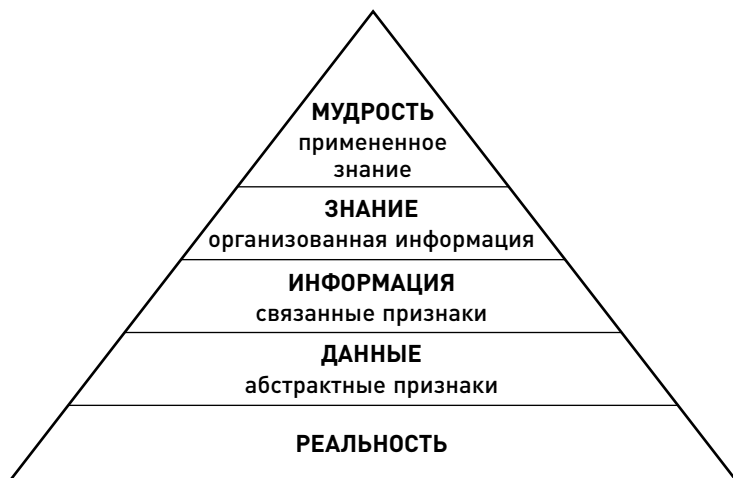 МУДРОСТЬ
примененное
знание
ЗНАНИЕ
организованная информация
ИНФОРМАЦИЯ
связанные признаки
ДАННЫЕ
абстрактные признаки
РЕАЛЬНОСТЬ